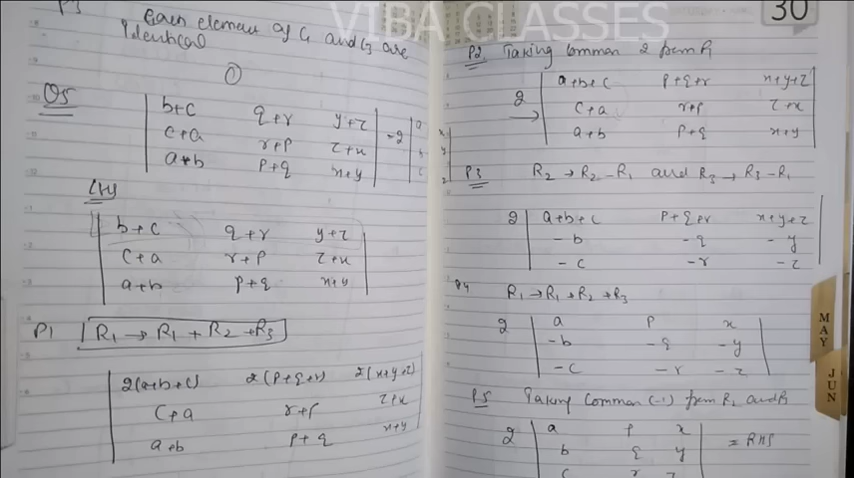 VIBA CLASSES
30
P3 Each element of C1 and C3 are
Identical
①
Q5
| b+c q+r y+z |
| c+a r+p z+x | = 2 | a
| a+b p+q x+y |
LHS
| b+c q+r y+z |
| c+a r+p z+x |
| a+b p+q x+y |
P1 R1 → R1 + R2 + R3
| 2(a+b+c) 2(p+q+r) 2(x+y+z) |
| c+a r+p z+x |
| a+b p+q x+y |
P2 Taking Common 2 from R1
| a+b+c p+q+r x+y+z |
2 | c+a r+p z+x |
→ | a+b p+q x+y |
P3 R2 → R2 - R1 and R3 → R3 - R1
2 | a+b+c p+q+r x+y+z |
| -b -q -y |
| -c -r -z |
P4 R1 → R1 + R2 + R3
2 | a p x |
| -b -q -y |
| -c -r -z |
P5 Taking Common (-1) from R2 and R3
2 | a p x |
| b q y | = RHS
| c r z |
MAY
JUN